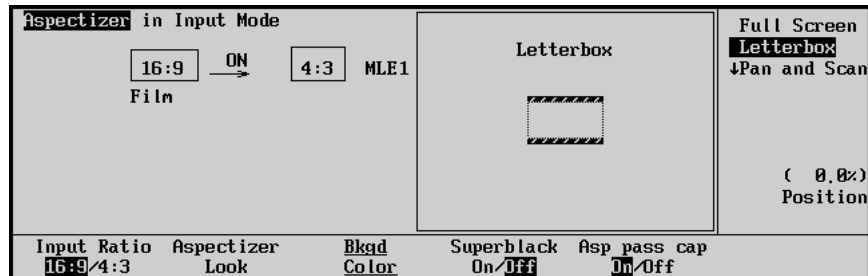 Aspectizer in Input Mode
16:9 ON 4:3 MLE1
Film
Letterbox
Full Screen
Letterbox
↓Pan and Scan
( 0.0%)
Position
Input Ratio Aspectizer Bkgd Superblack Asp pass cap
16:9/4:3 Look Color On/Off On/Off